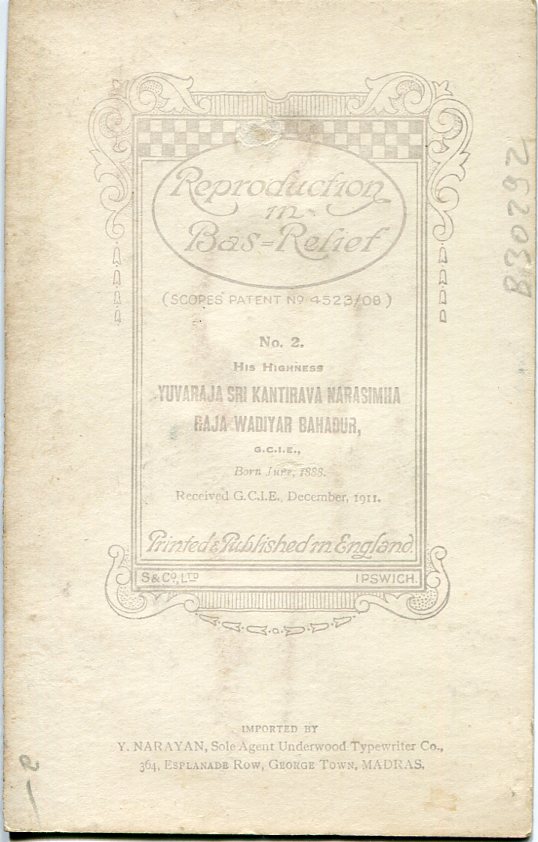 Reproduction
in
Bas=Relief
(SCOPES' PATENT No 4523/08)
No. 2.
HIS HIGHNESS
YUVARAJA SRI KANTIRAVA NARASIMHA
RAJA WADIYAR BAHADUR,
G.C.I.E.,
Born June, 1888.
Received G.C.I.E., December, 1911.
Printed & Published in England.
S & Co, LTD IPSWICH.
IMPORTED BY
Y. NARAYAN, Sole Agent Underwood Typewriter Co.,
364, ESPLANADE ROW, GEORGE TOWN, MADRAS.
B30292